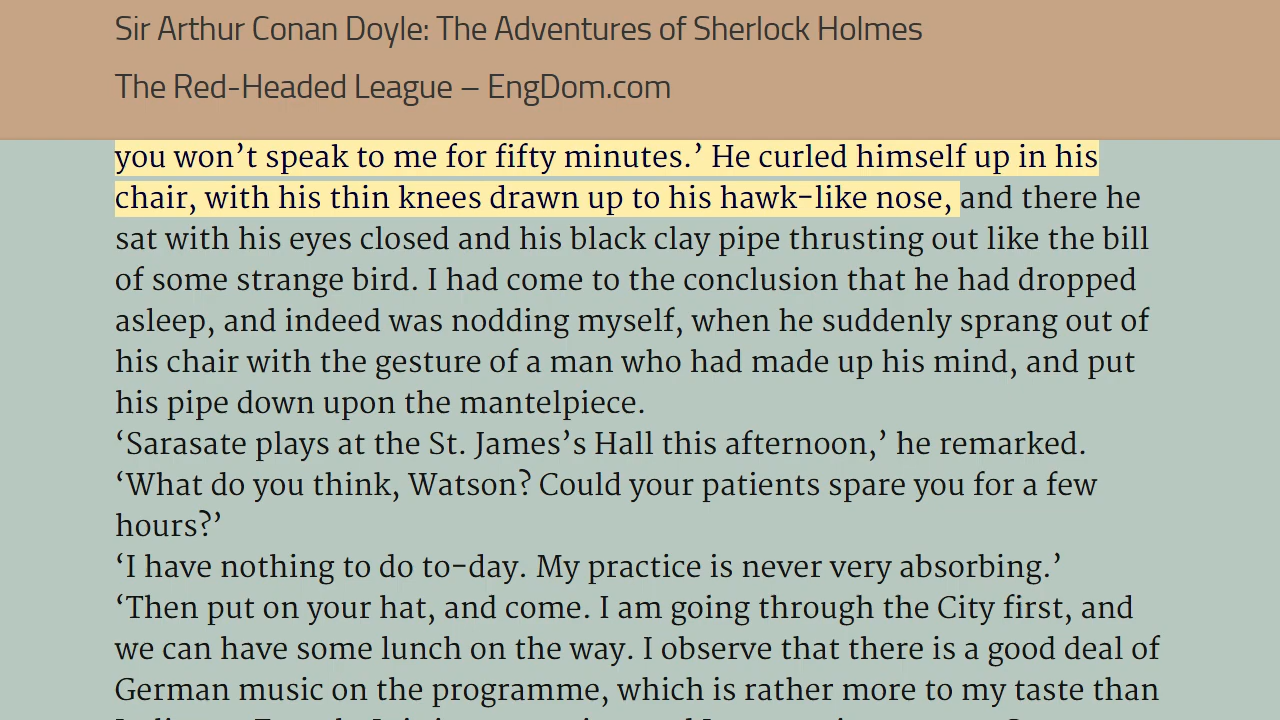 Sir Arthur Conan Doyle: The Adventures of Sherlock Holmes
The Red-Headed League – EngDom.com
you won’t speak to me for fifty minutes.’ He curled himself up in his
chair, with his thin knees drawn up to his hawk-like nose, and there he
sat with his eyes closed and his black clay pipe thrusting out like the bill
of some strange bird. I had come to the conclusion that he had dropped
asleep, and indeed was nodding myself, when he suddenly sprang out of
his chair with the gesture of a man who had made up his mind, and put
his pipe down upon the mantelpiece.
‘Sarasate plays at the St. James’s Hall this afternoon,’ he remarked.
‘What do you think, Watson? Could your patients spare you for a few
hours?’
‘I have nothing to do to-day. My practice is never very absorbing.’
‘Then put on your hat, and come. I am going through the City first, and
we can have some lunch on the way. I observe that there is a good deal of
German music on the programme, which is rather more to my taste than